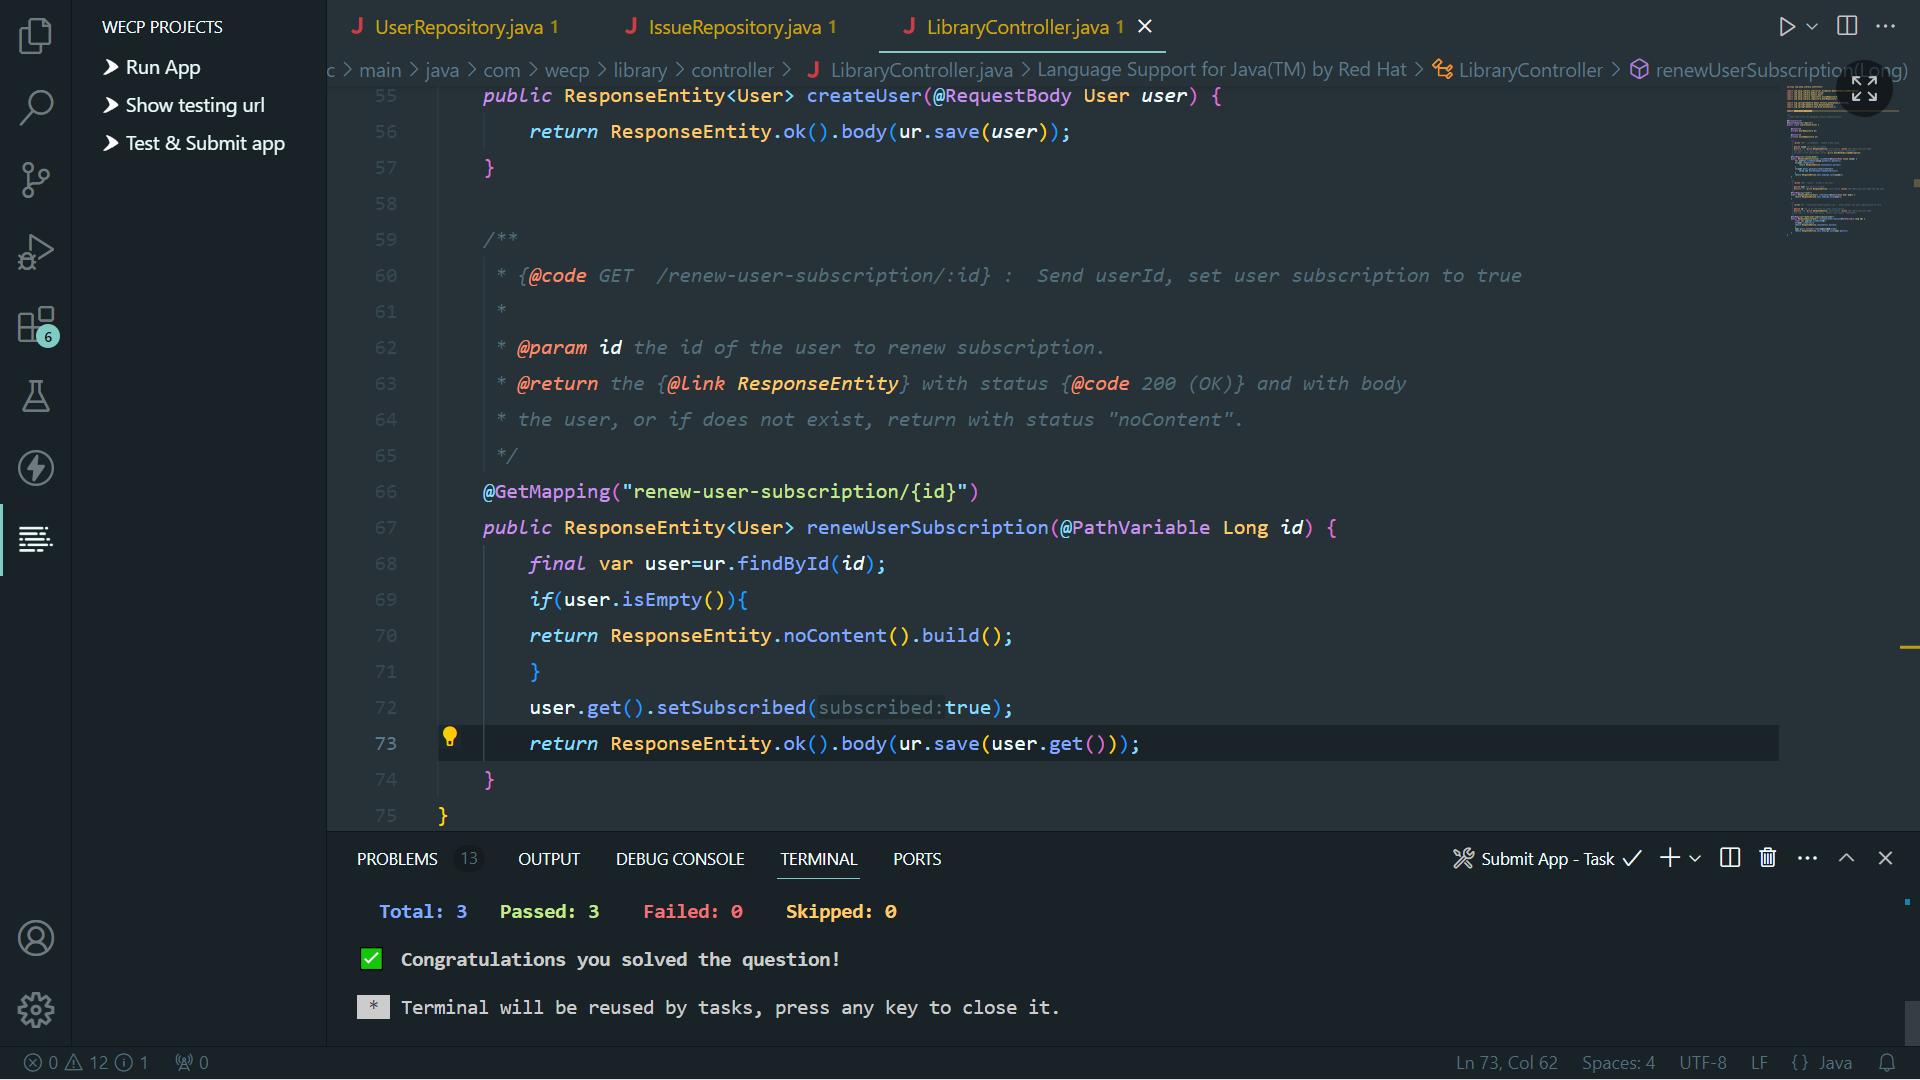 WECP PROJECTS
Run App
Show testing url
Test & Submit app
6
UserRepository.java 1
IssueRepository.java 1
LibraryController.java 1
c > main > java > com > wecp > library > controller > LibraryController.java > Language Support for Java(TM) by Red Hat > LibraryController > renewUserSubscription(Long)
55 public ResponseEntity<User> createUser(@RequestBody User user) {
56 return ResponseEntity.ok().body(ur.save(user));
57 }
58
59 /**
60 * {@code GET  /renew-user-subscription/:id} :  Send userId, set user subscription to true
61 *
62 * @param id the id of the user to renew subscription.
63 * @return the {@link ResponseEntity} with status {@code 200 (OK)} and with body
64 * the user, or if does not exist, return with status "noContent".
65 */
66 @GetMapping("renew-user-subscription/{id}")
67 public ResponseEntity<User> renewUserSubscription(@PathVariable Long id) {
68 final var user=ur.findById(id);
69 if(user.isEmpty()){
70 return ResponseEntity.noContent().build();
71 }
72 user.get().setSubscribed(subscribed:true);
73 return ResponseEntity.ok().body(ur.save(user.get()));
74 }
75 }
PROBLEMS 13 OUTPUT DEBUG CONSOLE TERMINAL PORTS
Submit App - Task
Total: 3 Passed: 3 Failed: 0 Skipped: 0
Congratulations you solved the question!
* Terminal will be reused by tasks, press any key to close it.
0 12 1 0
Ln 73, Col 62 Spaces: 4 UTF-8 LF {} Java